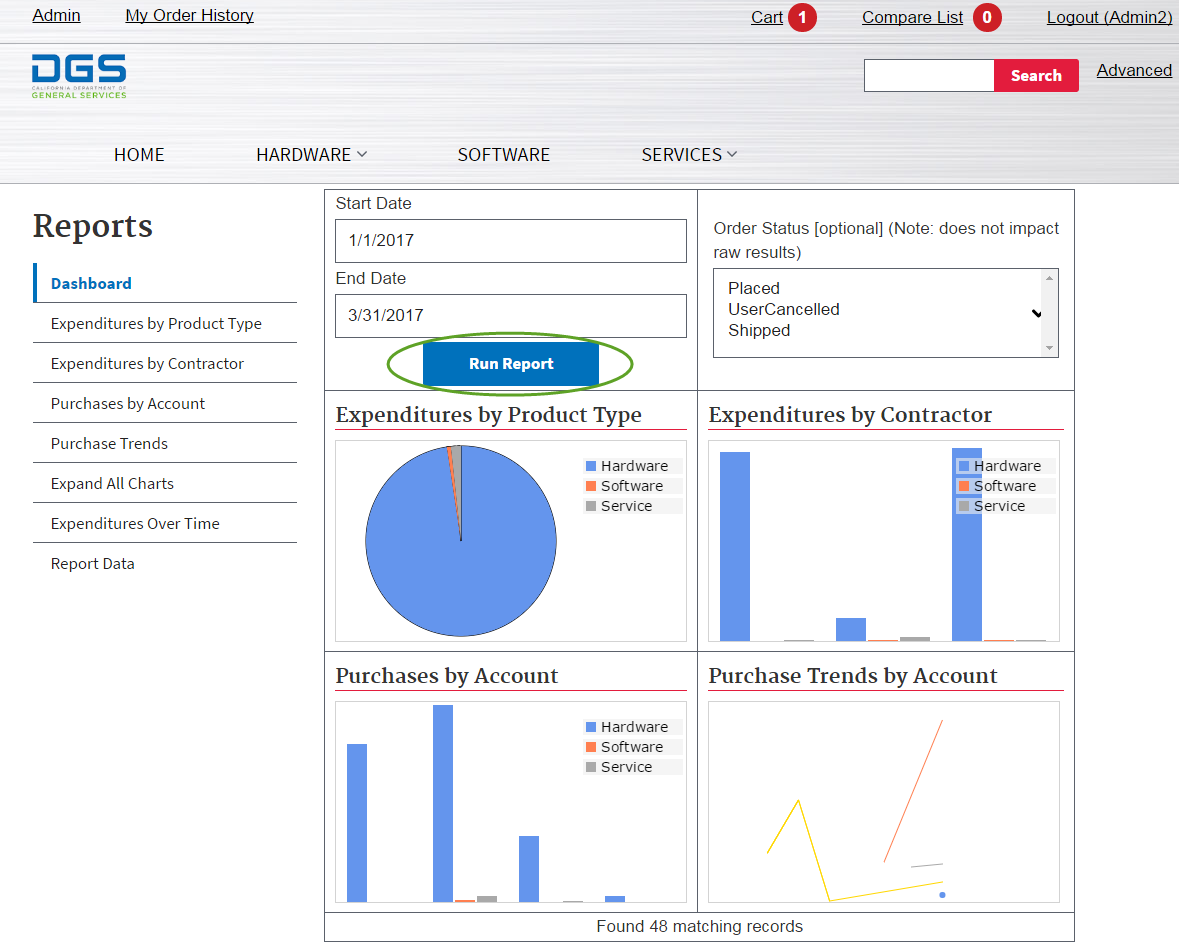 Admin
My Order History
Cart 1
Compare List 0
Logout (Admin2)
DGS
CALIFORNIA DEPARTMENT OF
GENERAL SERVICES
Search
Advanced
HOME
HARDWARE
SOFTWARE
SERVICES
Reports
Dashboard
Expenditures by Product Type
Expenditures by Contractor
Purchases by Account
Purchase Trends
Expand All Charts
Expenditures Over Time
Report Data
Start Date
1/1/2017
End Date
3/31/2017
Run Report
Order Status [optional] (Note: does not impact
raw results)
Placed
UserCancelled
Shipped
Expenditures by Product Type
Hardware
Software
Service
Expenditures by Contractor
Hardware
Software
Service
Purchases by Account
Hardware
Software
Service
Purchase Trends by Account
Found 48 matching records